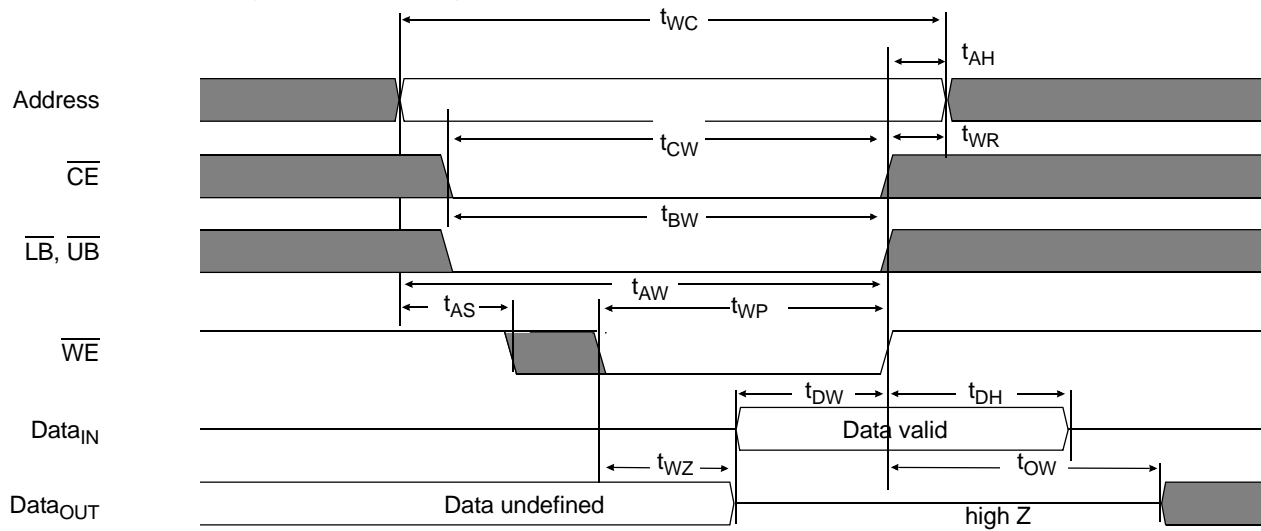 tWC
tAH
Address
tCW
tWR
CE
tBW
LB, UB
tAW
tAS
tWP
WE
tDW
tDH
DataIN
Data valid
tWZ
tOW
DataOUT
Data undefined
high Z